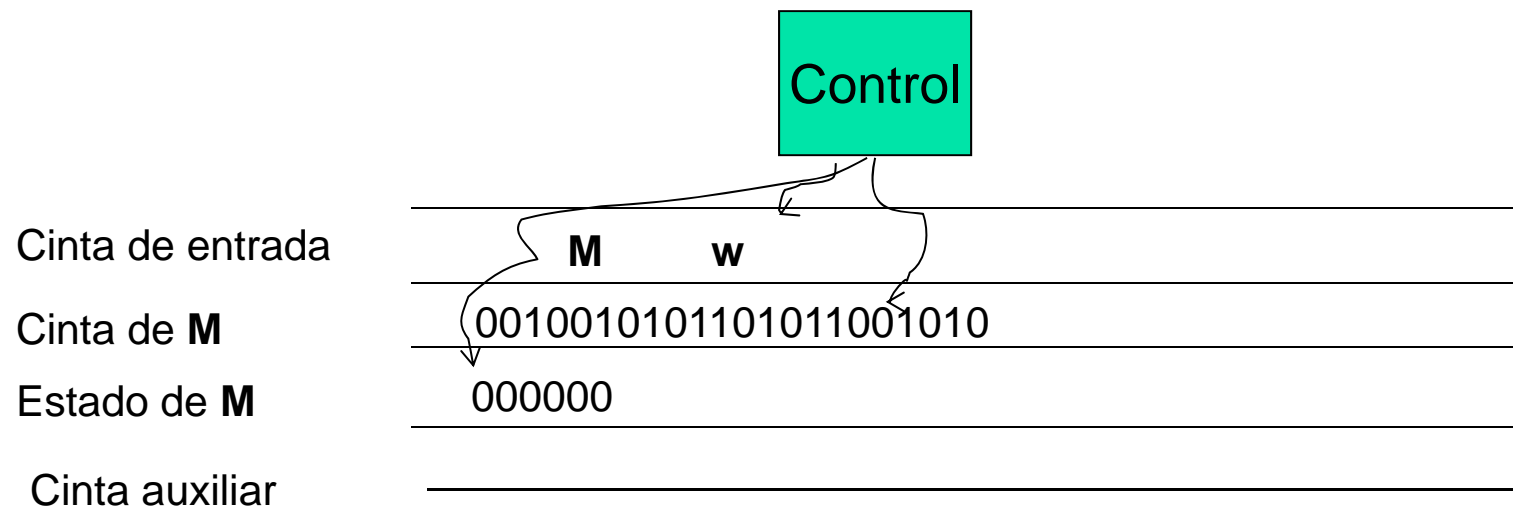 Control
Cinta de entrada M w
Cinta de M 0010010101101011001010
Estado de M 000000
Cinta auxiliar